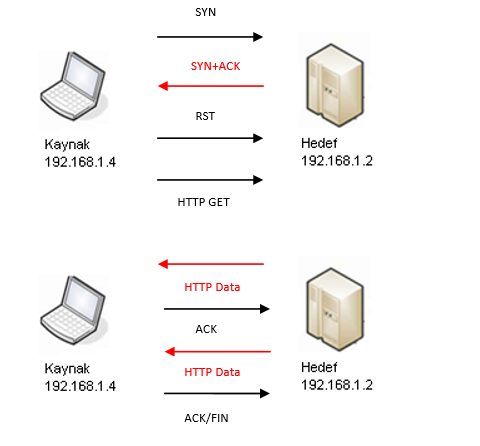 SYN
SYN+ACK
RST
Kaynak
192.168.1.4
Hedef
192.168.1.2
HTTP GET
HTTP Data
ACK
HTTP Data
ACK/FIN
Kaynak
192.168.1.4
Hedef
192.168.1.2